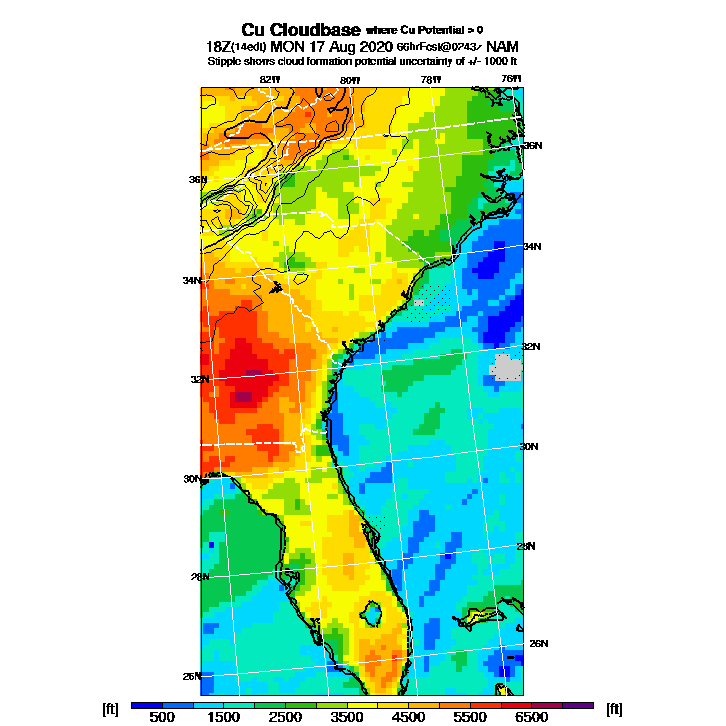 Cu Cloudbase where Cu Potential > 0
18Z(14edt) MON 17 Aug 2020 66hrFcst@0743z NAM
Stipple shows cloud formation potential uncertainty of +/- 1000 ft
82W 80W 78W 76W
36N 36N
34N 34N
32N 32N
30N 30N
28N 28N
26N 26N
[ft] 500 1500 2500 3500 4500 5500 6500 [ft]